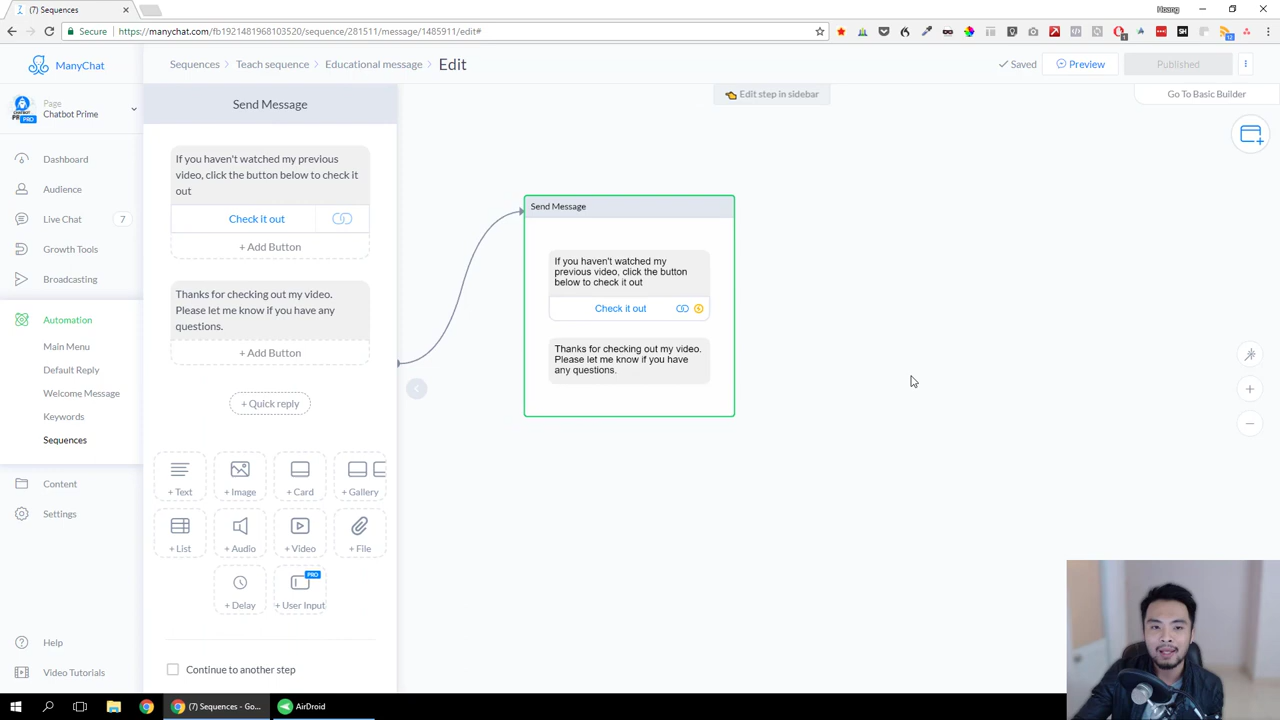 (7) Sequences
Hoang
Secure
https://manychat.com/fb192148196810352​0/sequence/281511/message/1485911/edit#
ManyChat
Sequences > Teach sequence > Educational message > Edit
Saved
Preview
Published
Page
Chatbot Prime
PRO
Send Message
Edit step in sidebar
Go To Basic Builder
Dashboard
Audience
Live Chat
7
Growth Tools
Broadcasting
Automation
Main Menu
Default Reply
Welcome Message
Keywords
Sequences
Content
Settings
Help
Video Tutorials
If you haven't watched my previous
video, click the button below to check it
out
Check it out
+ Add Button
Thanks for checking out my video.
Please let me know if you have any
questions.
+ Add Button
+ Quick reply
+ Text
+ Image
+ Card
+ Gallery
+ List
+ Audio
+ Video
+ File
+ Delay
PRO
+ User Input
Continue to another step
Send Message
If you haven't watched my
previous video, click the button
below to check it out
Check it out
Thanks for checking out my video.
Please let me know if you have
any questions.
(7) Sequences - Go...
AirDroid